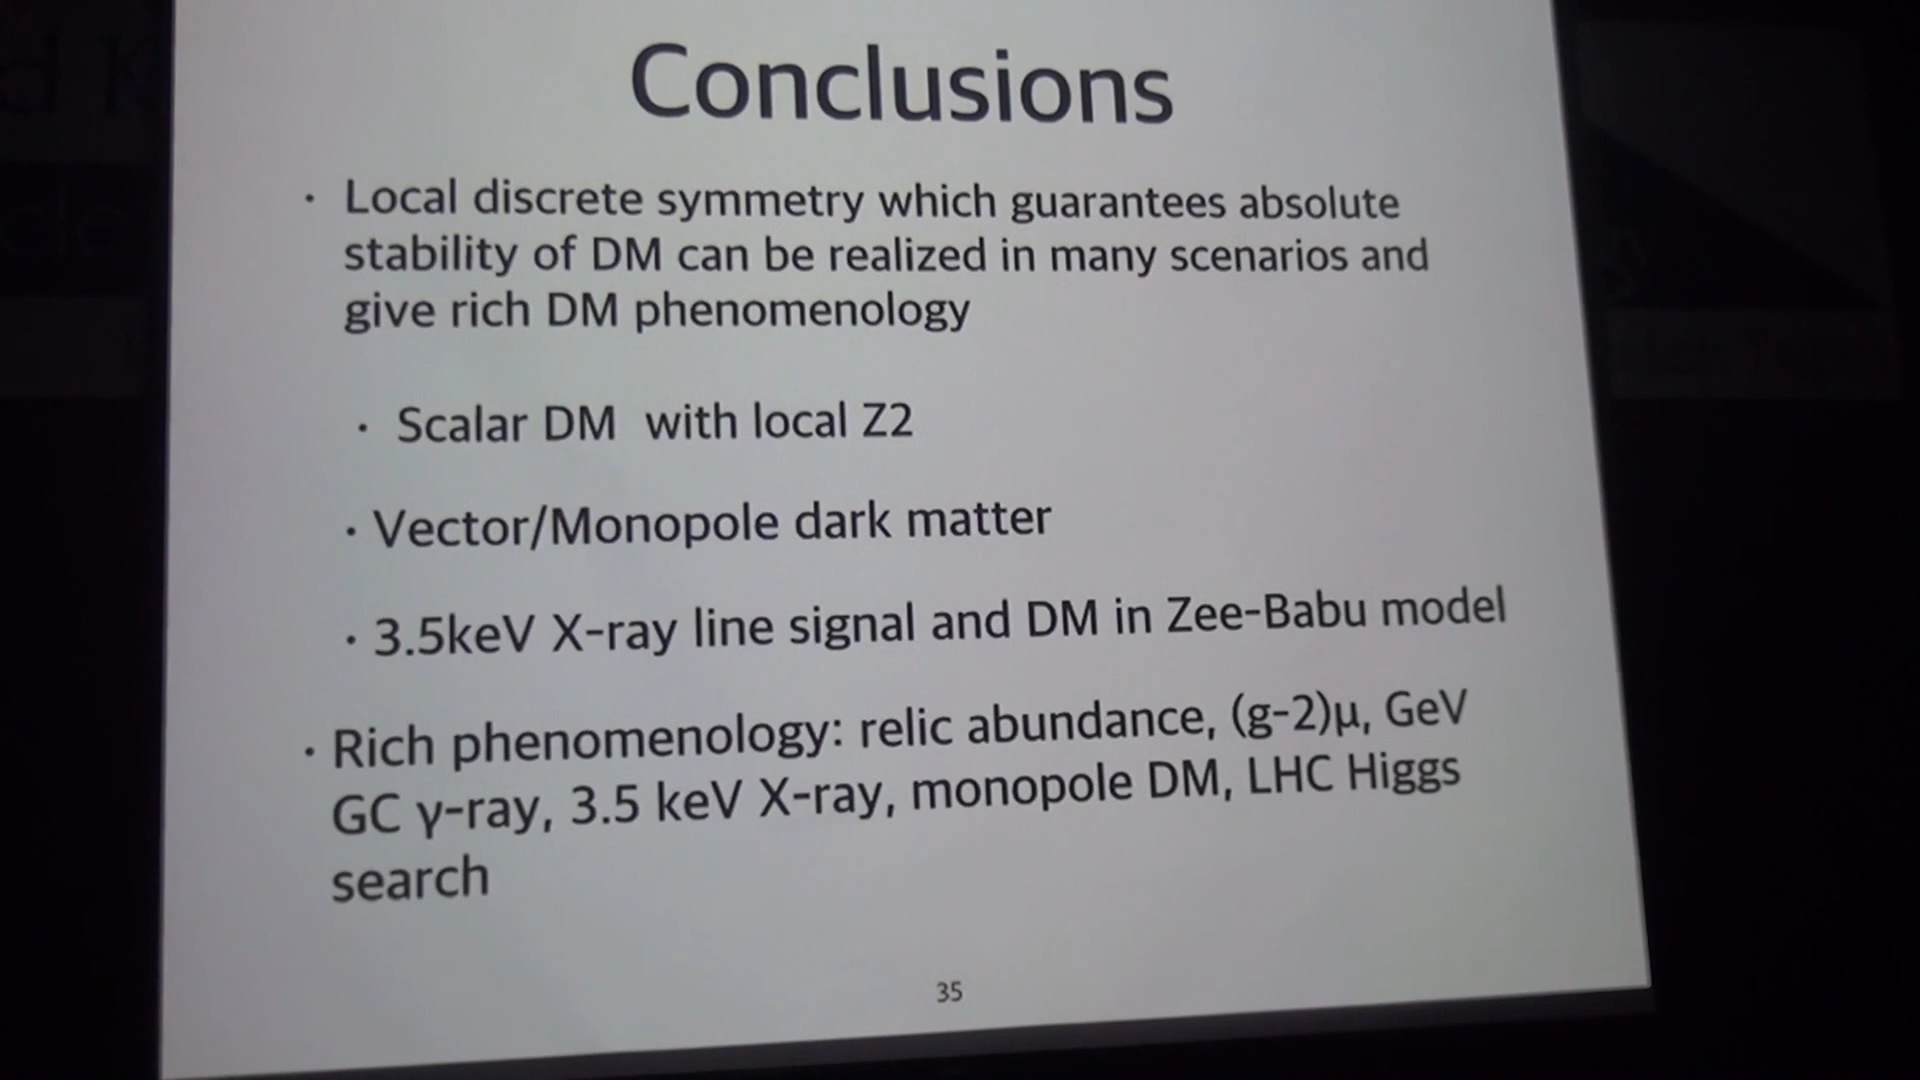 Conclusions
· Local discrete symmetry which guarantees absolute
stability of DM can be realized in many scenarios and
give rich DM phenomenology
· Scalar DM with local Z2
· Vector/Monopole dark matter
· 3.5keV X-ray line signal and DM in Zee-Babu model
· Rich phenomenology: relic abundance, (g-2)μ, GeV
GC γ-ray, 3.5 keV X-ray, monopole DM, LHC Higgs
search
35